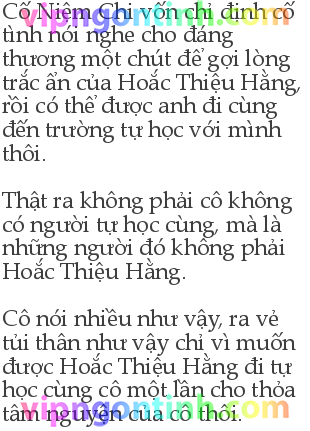 Cố Niệm Chi vốn chỉ định cố
tình nói nghe cho đáng
thương một chút để gợi lòng
trắc ẩn của Hoắc Thiệu Hằng,
rồi có thể được anh đi cùng
đến trường tự học với mình
thôi.
Thật ra không phải cô không
có người tự học cùng, mà là
những người đó không phải
Hoắc Thiệu Hằng.
Cô nói nhiều như vậy, ra vẻ
tủi thân như vậy chỉ vì muốn
được Hoắc Thiệu Hằng đi tự
học cùng cô một lần cho thỏa
tâm nguyện của cô thôi.
vipngontinh.com
vipngontinh.com